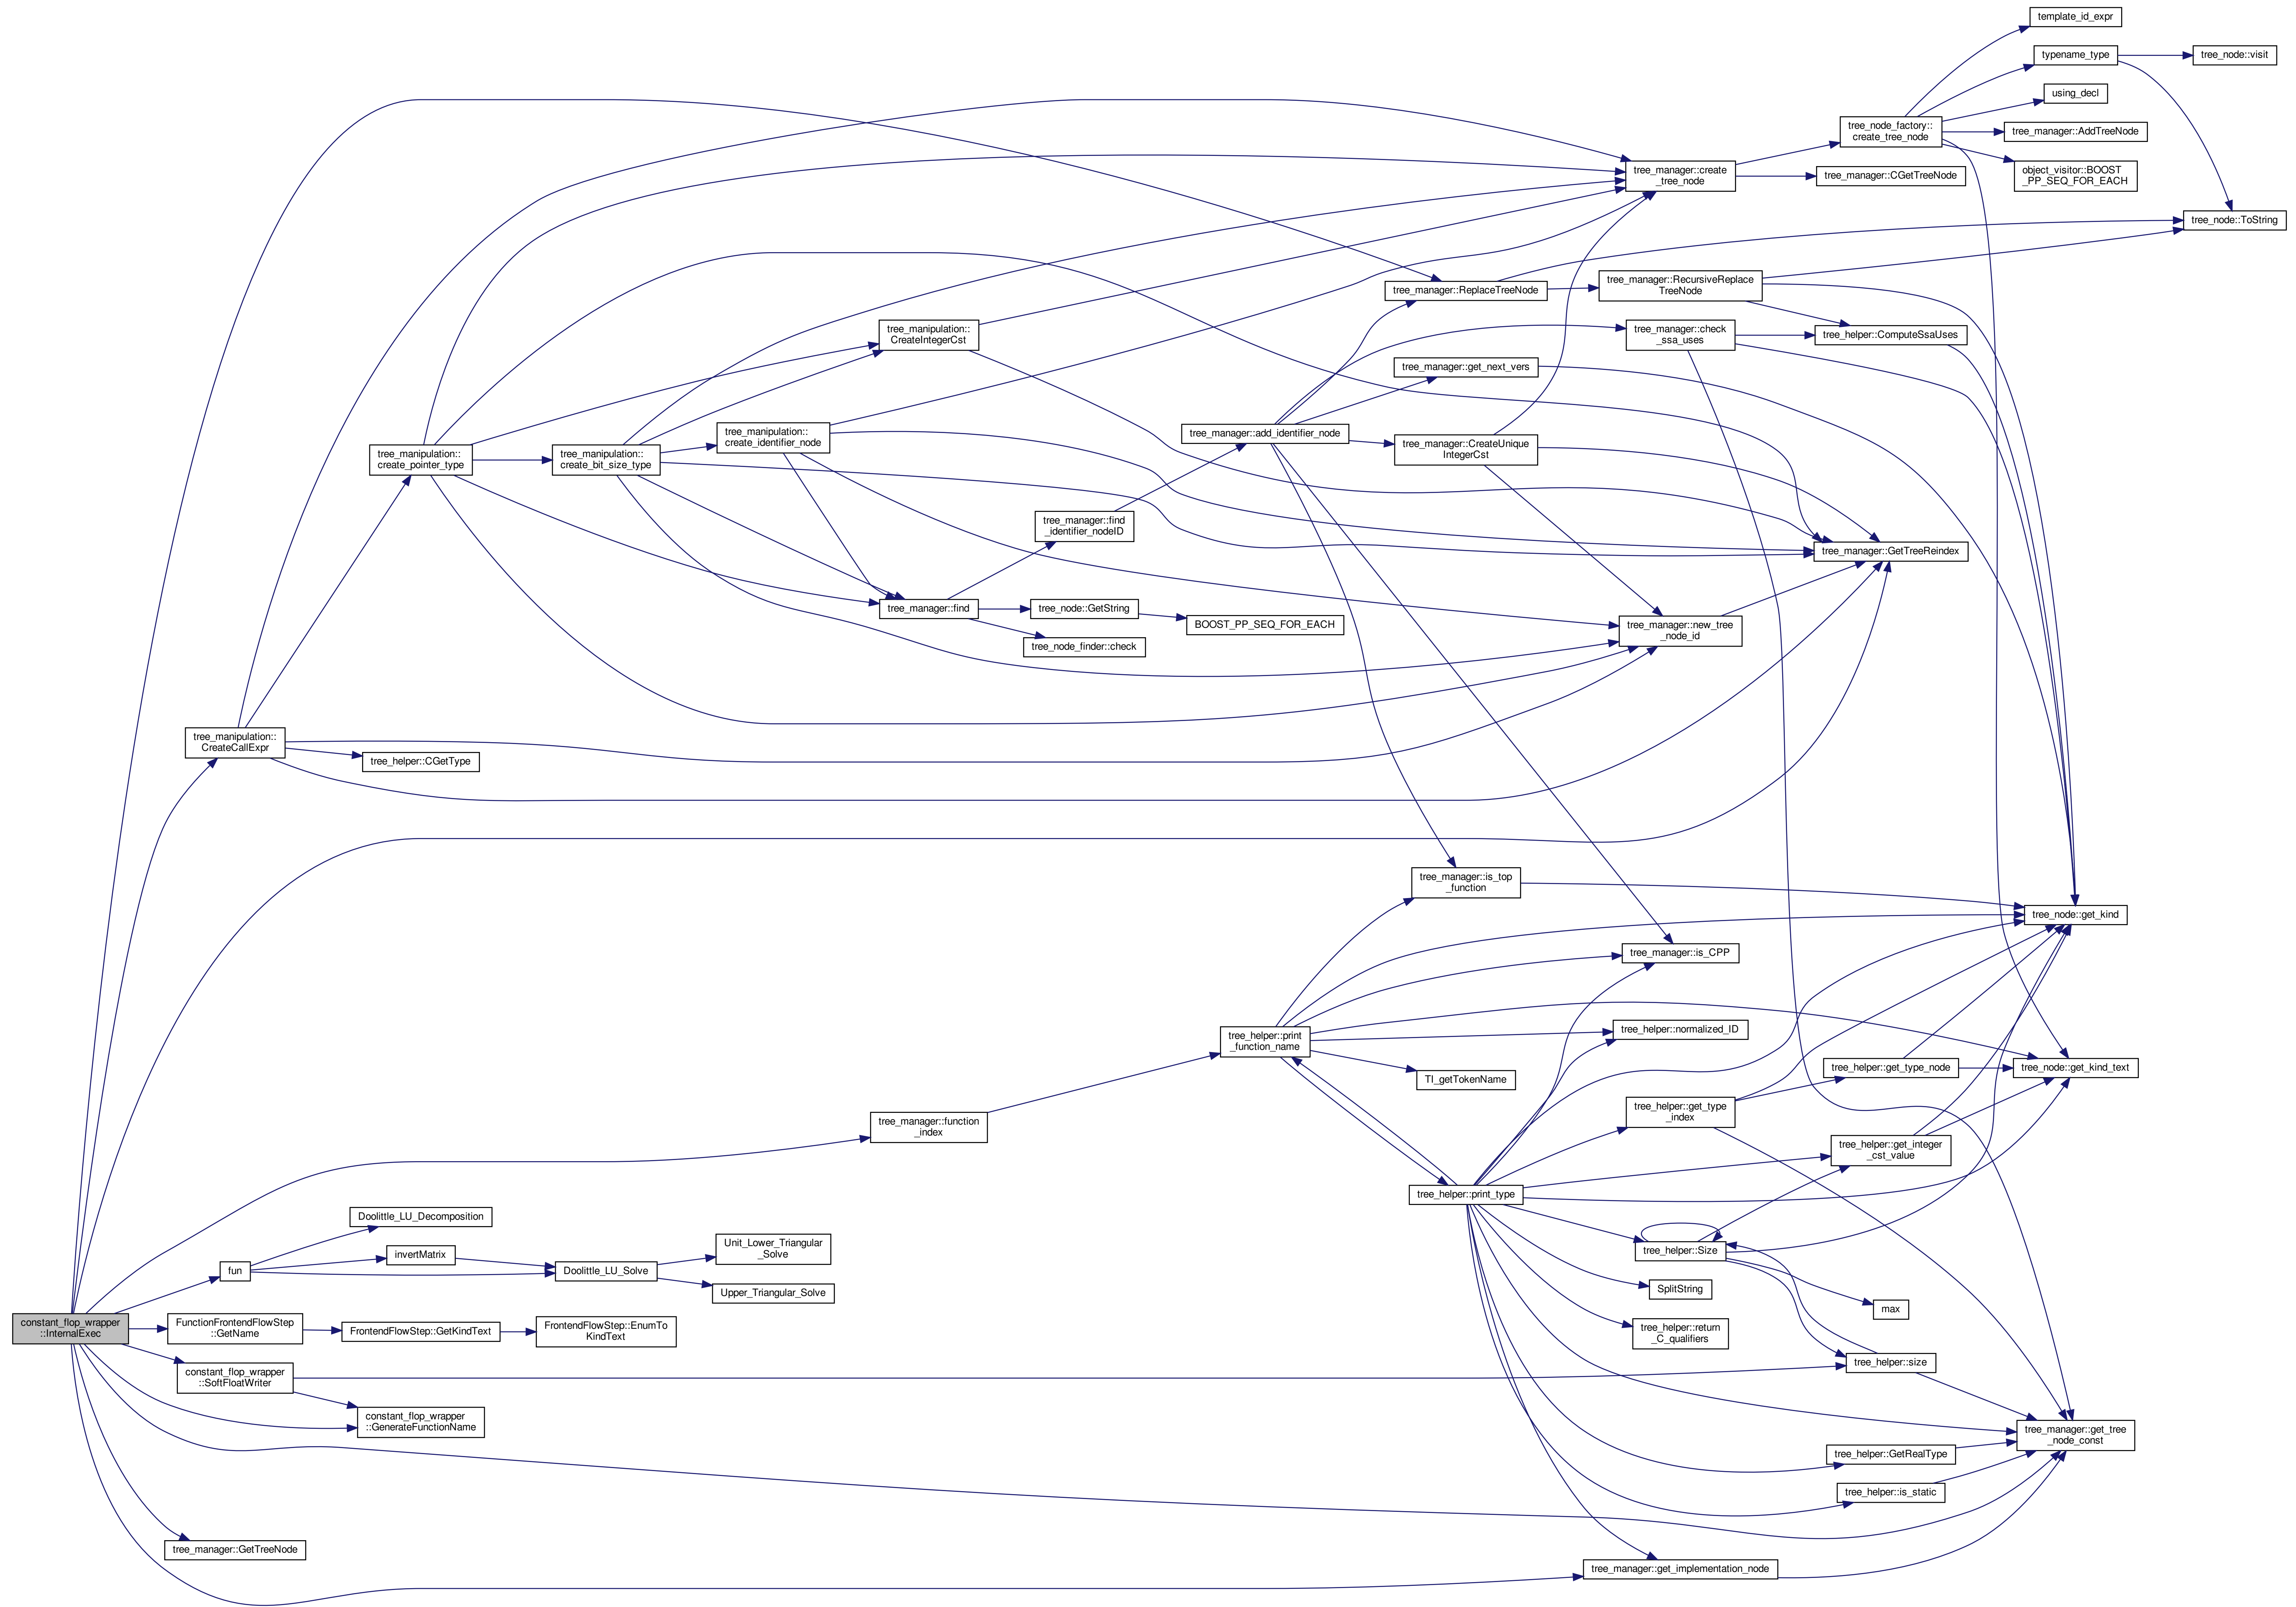 template_id_expr
typename_type
tree_node::visit
using_decl
tree_node_factory::
create_tree_node
tree_manager::AddTreeNode
tree_manager::create
_tree_node
tree_manager::CGetTreeNode
object_visitor::BOOST
_PP_SEQ_FOR_EACH
tree_node::ToString
tree_manager::ReplaceTreeNode
tree_manager::RecursiveReplace
TreeNode
tree_manipulation::
CreateIntegerCst
tree_manager::check
_ssa_uses
tree_helper::ComputeSsaUses
tree_manager::get_next_vers
tree_manipulation::
create_pointer_type
tree_manipulation::
create_bit_size_type
tree_manipulation::
create_identifier_node
tree_manager::add_identifier_node
tree_manager::CreateUnique
IntegerCst
tree_manager::find
_identifier_nodeID
tree_manager::GetTreeReindex
tree_manager::find
tree_node::GetString
BOOST_PP_SEQ_FOR_EACH
tree_manager::new_tree
_node_id
tree_node_finder::check
tree_manipulation::
CreateCallExpr
tree_helper::CGetType
tree_manager::is_top
_function
tree_node::get_kind
tree_manager::is_CPP
tree_helper::print
_function_name
tree_helper::normalized_ID
TI_getTokenName
tree_helper::get_type_node
tree_node::get_kind_text
tree_manager::function
_index
tree_helper::get_type
_index
tree_helper::get_integer
_cst_value
tree_helper::print_type
Doolittle_LU_Decomposition
invertMatrix
Unit_Lower_Triangular
_Solve
tree_helper::Size
fun
Doolittle_LU_Solve
Upper_Triangular_Solve
SplitString
max
constant_flop_wrapper
::InternalExec
FunctionFrontendFlowStep
::GetName
FrontendFlowStep::GetKindText
FrontendFlowStep::EnumTo
KindText
tree_helper::return
_C_qualifiers
tree_helper::size
constant_flop_wrapper
::SoftFloatWriter
constant_flop_wrapper
::GenerateFunctionName
tree_manager::get_tree
_node_const
tree_helper::GetRealType
tree_helper::is_static
tree_manager::GetTreeNode
tree_manager::get_implementation_node